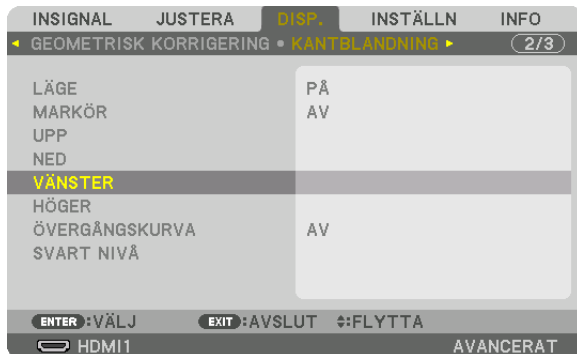 INSIGNAL JUSTERA DISP. INSTÄLLN INFO
GEOMETRISK KORRIGERING • KANTBLANDNING 2/3
LÄGE PÅ
MARKÖR AV
UPP
NED
VÄNSTER
HÖGER
ÖVERGÅNGSKURVA AV
SVART NIVÅ
ENTER:VÄLJ EXIT:AVSLUT :FLYTTA
HDMI1 AVANCERAT